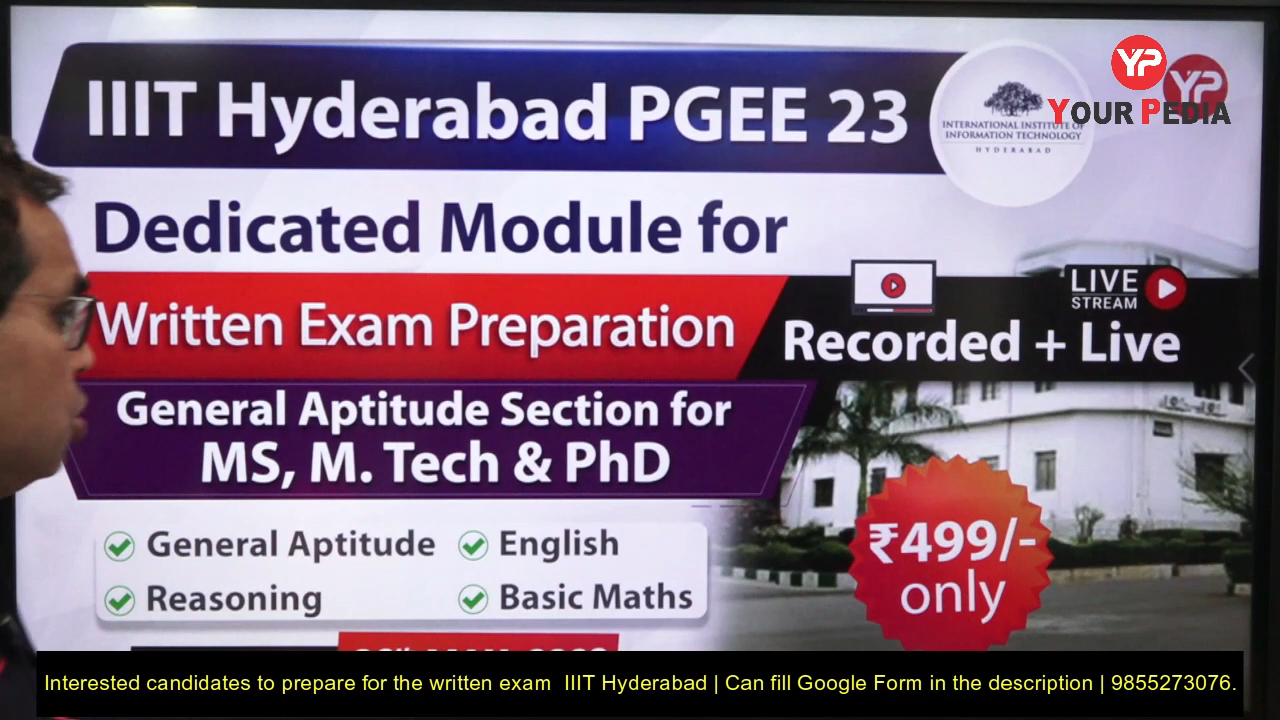 IIIT Hyderabad PGEE 23
INTERNATIONAL INSTITUTE OF
INFORMATION TECHNOLOGY
HYDERABAD
YP
YP
YOUR PEDIA
Dedicated Module for
Written Exam Preparation
LIVE
STREAM
Recorded + Live
General Aptitude Section for
MS, M. Tech & PhD
General Aptitude
English
Reasoning
Basic Maths
₹499/-
only
Interested candidates to prepare for the written exam IIIT Hyderabad | Can fill Google Form in the description | 9855273076.